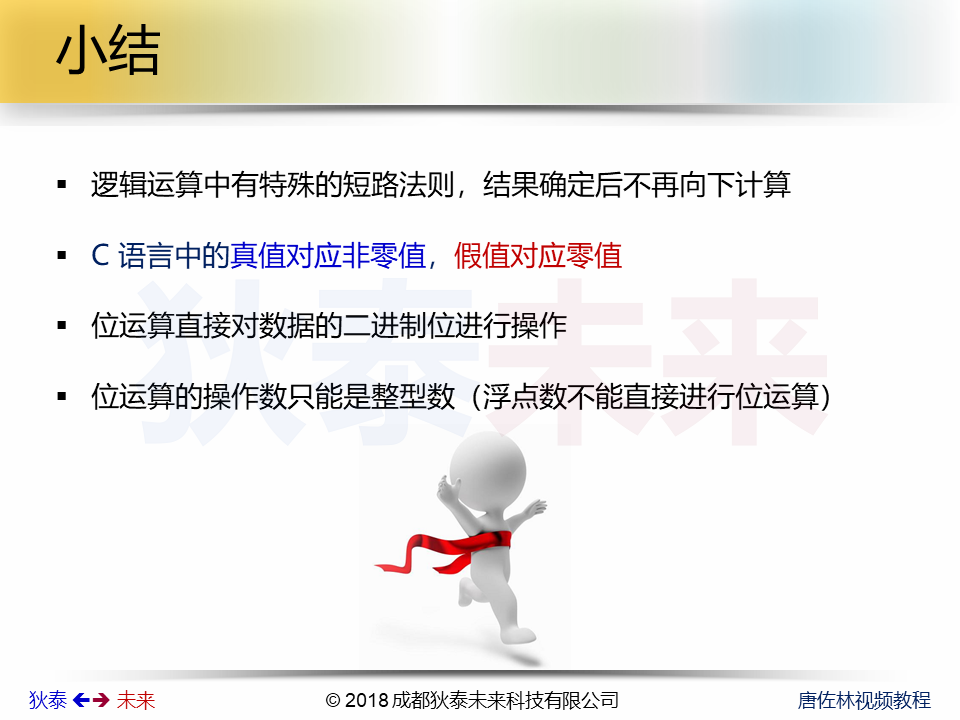 小结
▪ 逻辑运算中有特殊的短路法则，结果确定后不再向下计算
▪ C 语言中的真值对应非零值，假值对应零值
▪ 位运算直接对数据的二进制位进行操作
▪ 位运算的操作数只能是整型数（浮点数不能直接进行位运算）
狄泰未来
狄泰 ←→ 未来
© 2018 成都狄泰未来科技有限公司
唐佐林视频教程